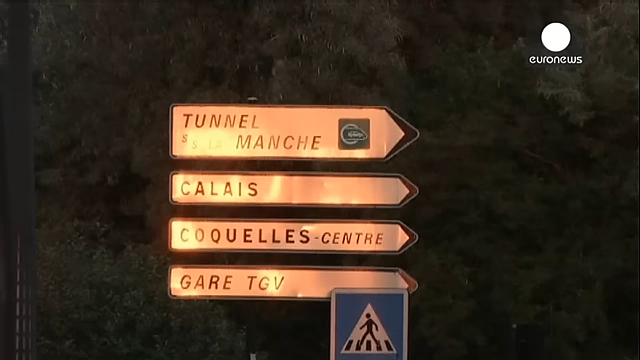 euronews
TUNNEL
s/s LA MANCHE
CALAIS
COQUELLES-CENTRE
GARE TGV